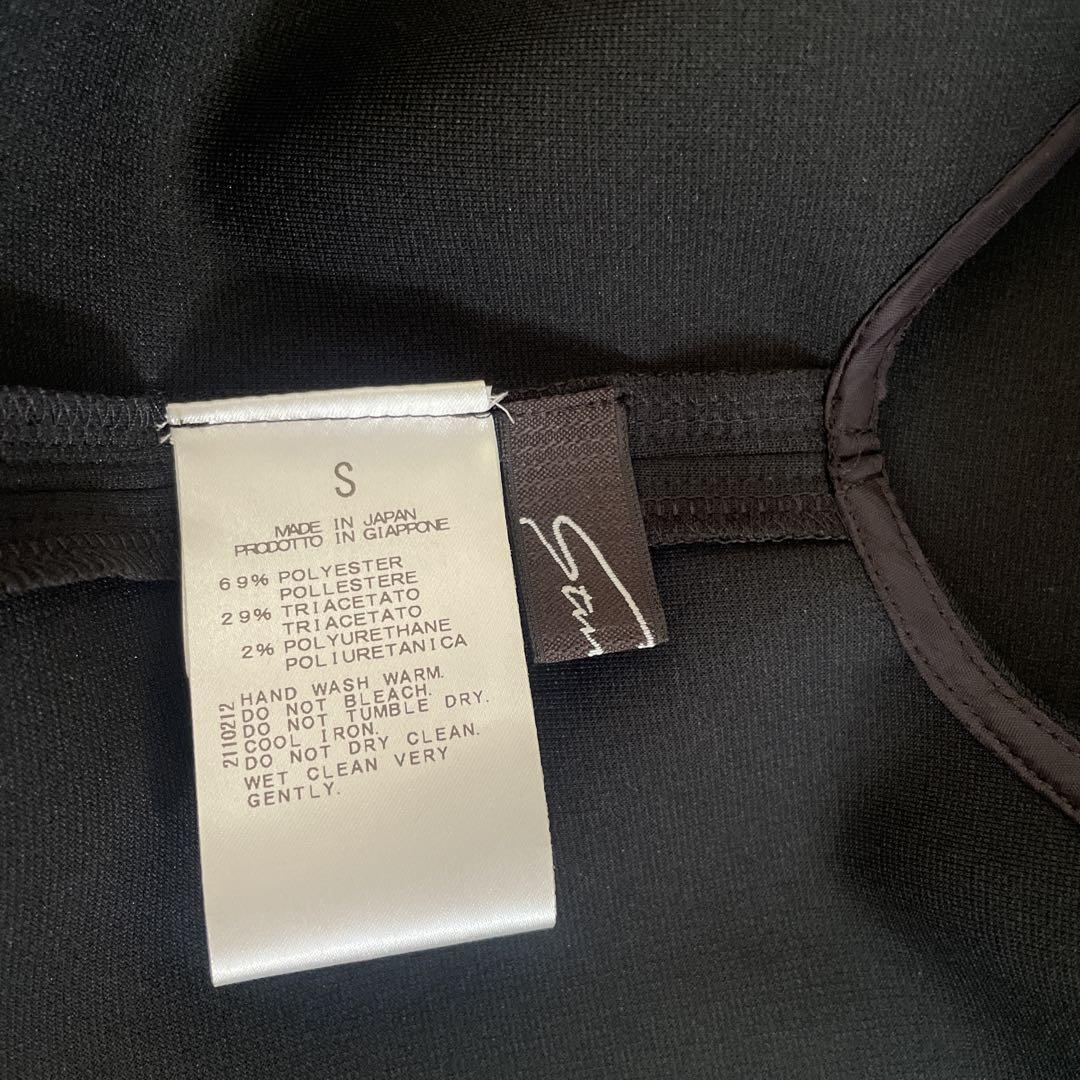 S
MADE IN JAPAN
PRODOTTO IN GIAPPONE
69% POLYESTER
POLLESTERE
29% TRIACETATO
TRIACETATO
2% POLYURETHANE
POLIURETANICA
HAND WASH WARM.
DO NOT BLEACH.
DO NOT TUMBLE DRY.
COOL IRON.
DO NOT DRY CLEAN.
WET CLEAN VERY
GENTLY.
2110212